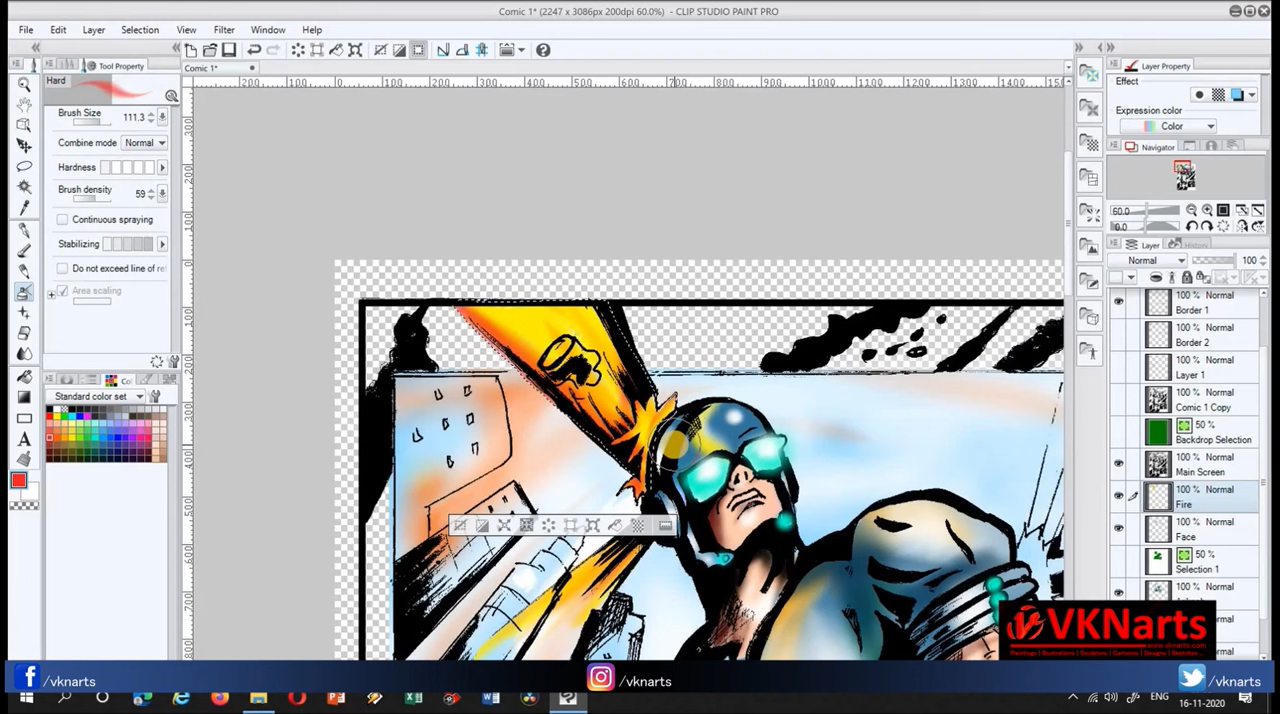 Comic 1* (2247 x 3086px 200dpi 60.0%) - CLIP STUDIO PAINT PRO
File Edit Layer Selection View Filter Window Help
Tool Property
Layer Property
Comic 1*
Hard
Effect
Brush Size 111.3
Expression color
Color
Combine mode Normal
Navigator
Hardness
Brush density 59
60.0
Continuous spraying
0.0
Stabilizing
Layer History
Do not exceed line of re
Normal 100
Area scaling
100 % Normal
Border 1
100 % Normal
Border 2
100 % Normal
Layer 1
Standard color set
100 % Normal
Comic 1 Copy
50 %
Backdrop Selection
100 % Normal
Main Screen
100 % Normal
Fire
100 % Normal
Face
50 %
Selection 1
100 % Normal
VKNarts
www.vknarts.com
/vknarts
/vknarts
/vknarts
ENG
16-11-2020